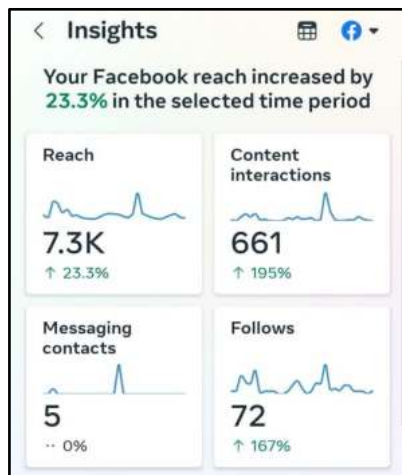 Insights
Your Facebook reach increased by
23.3% in the selected time period
Reach
7.3K
↑ 23.3%
Content
interactions
661
↑ 195%
Messaging
contacts
5
·· 0%
Follows
72
↑ 167%